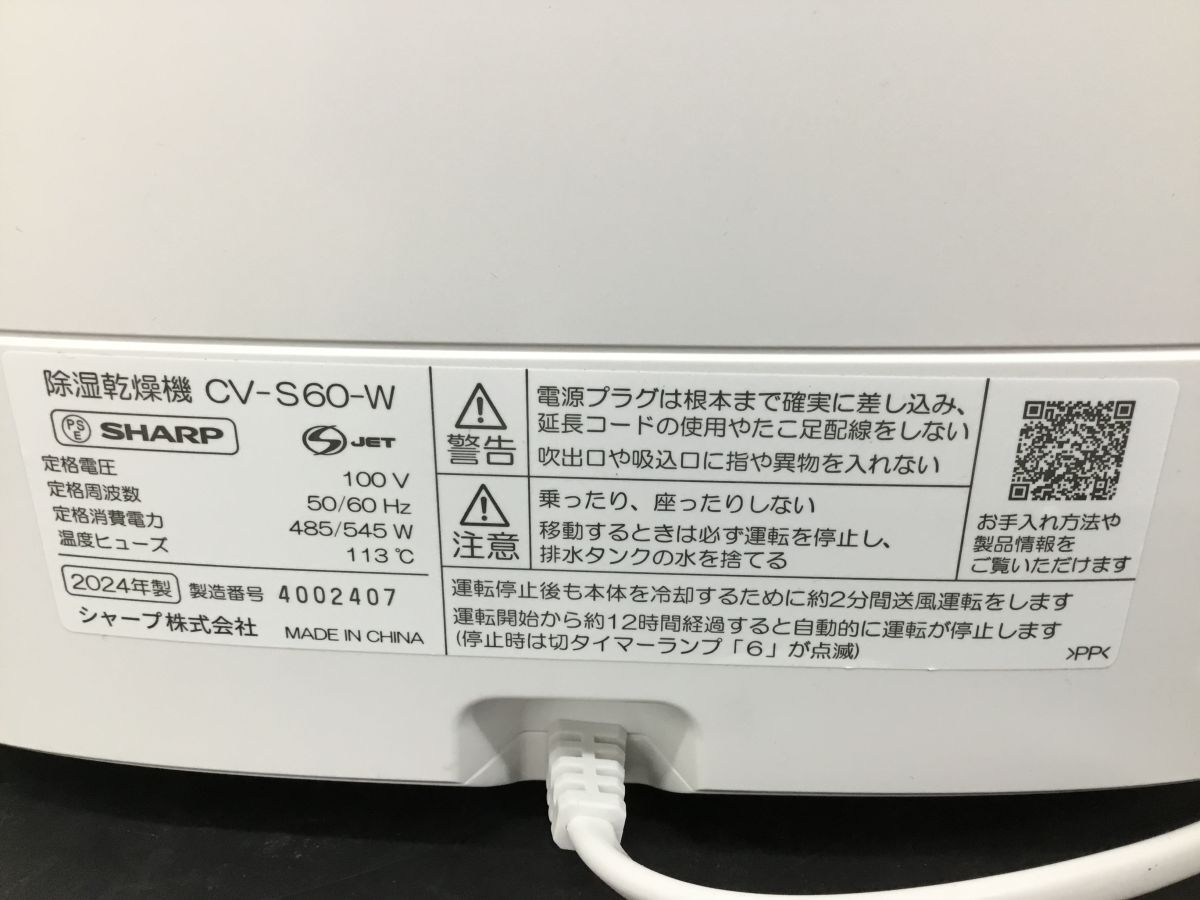 除湿乾燥機 CV-S60-W
PSE SHARP
S JET
定格電圧 100 V
定格周波数 50/60 Hz
定格消費電力 485/545 W
温度ヒューズ 113 ℃
2024年製 製造番号 4002407
シャープ株式会社 MADE IN CHINA
警告
電源プラグは根本まで確実に差し込み、
延長コードの使用やたこ足配線をしない
吹出口や吸込口に指や異物を入れない
注意
乗ったり、座ったりしない
移動するときは必ず運転を停止し、
排水タンクの水を捨てる
お手入れ方法や
製品情報を
ご覧いただけます
運転停止後も本体を冷却するために約2分間送風運転をします
運転開始から約12時間経過すると自動的に運転が停止します
(停止時は切タイマーランプ「6」が点滅)
>PP<